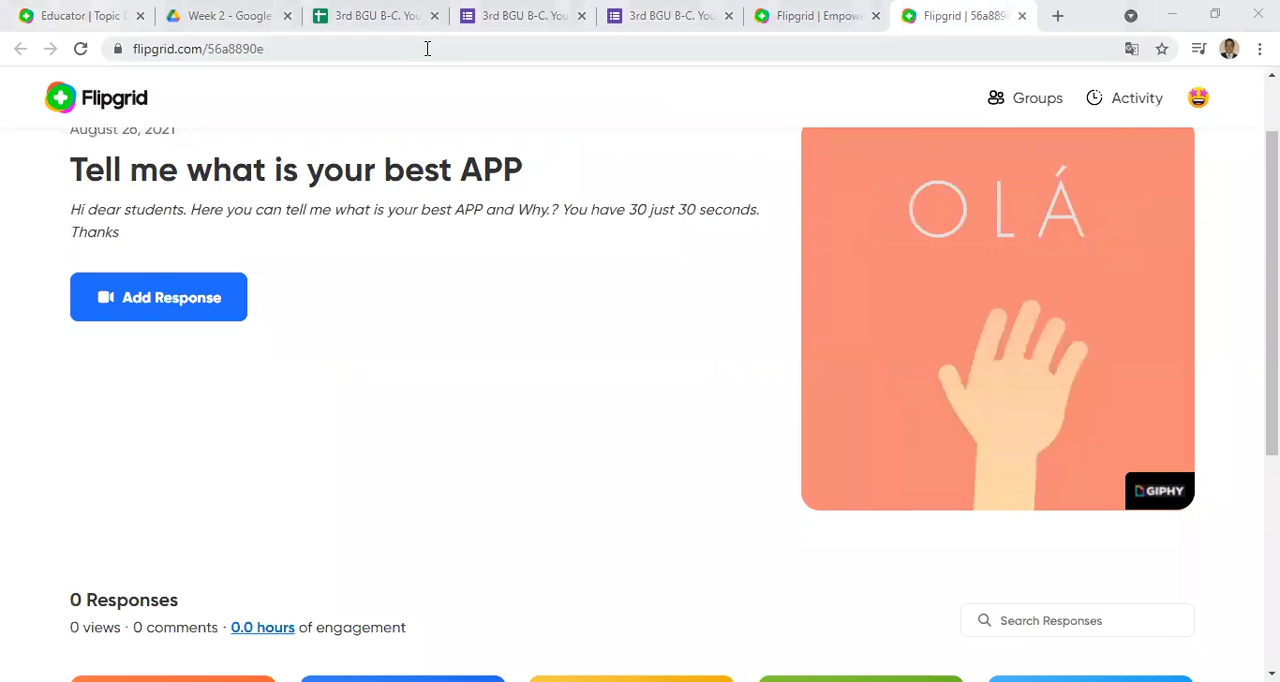 Educator | Topic D
Week 2 - Google
3rd BGU B-C. You
3rd BGU B-C. You
3rd BGU B-C. You
Flipgrid | Empow
Flipgrid | 56a889
flipgrid.com/56a8890e
Flipgrid
Groups
Activity
August 26, 2021
Tell me what is your best APP
Hi dear students. Here you can tell me what is your best APP and Why.? You have 30 just 30 seconds.
Thanks
Add Response
OLÁ
GIPHY
0 Responses
0 views · 0 comments · 0.0 hours of engagement
Search Responses